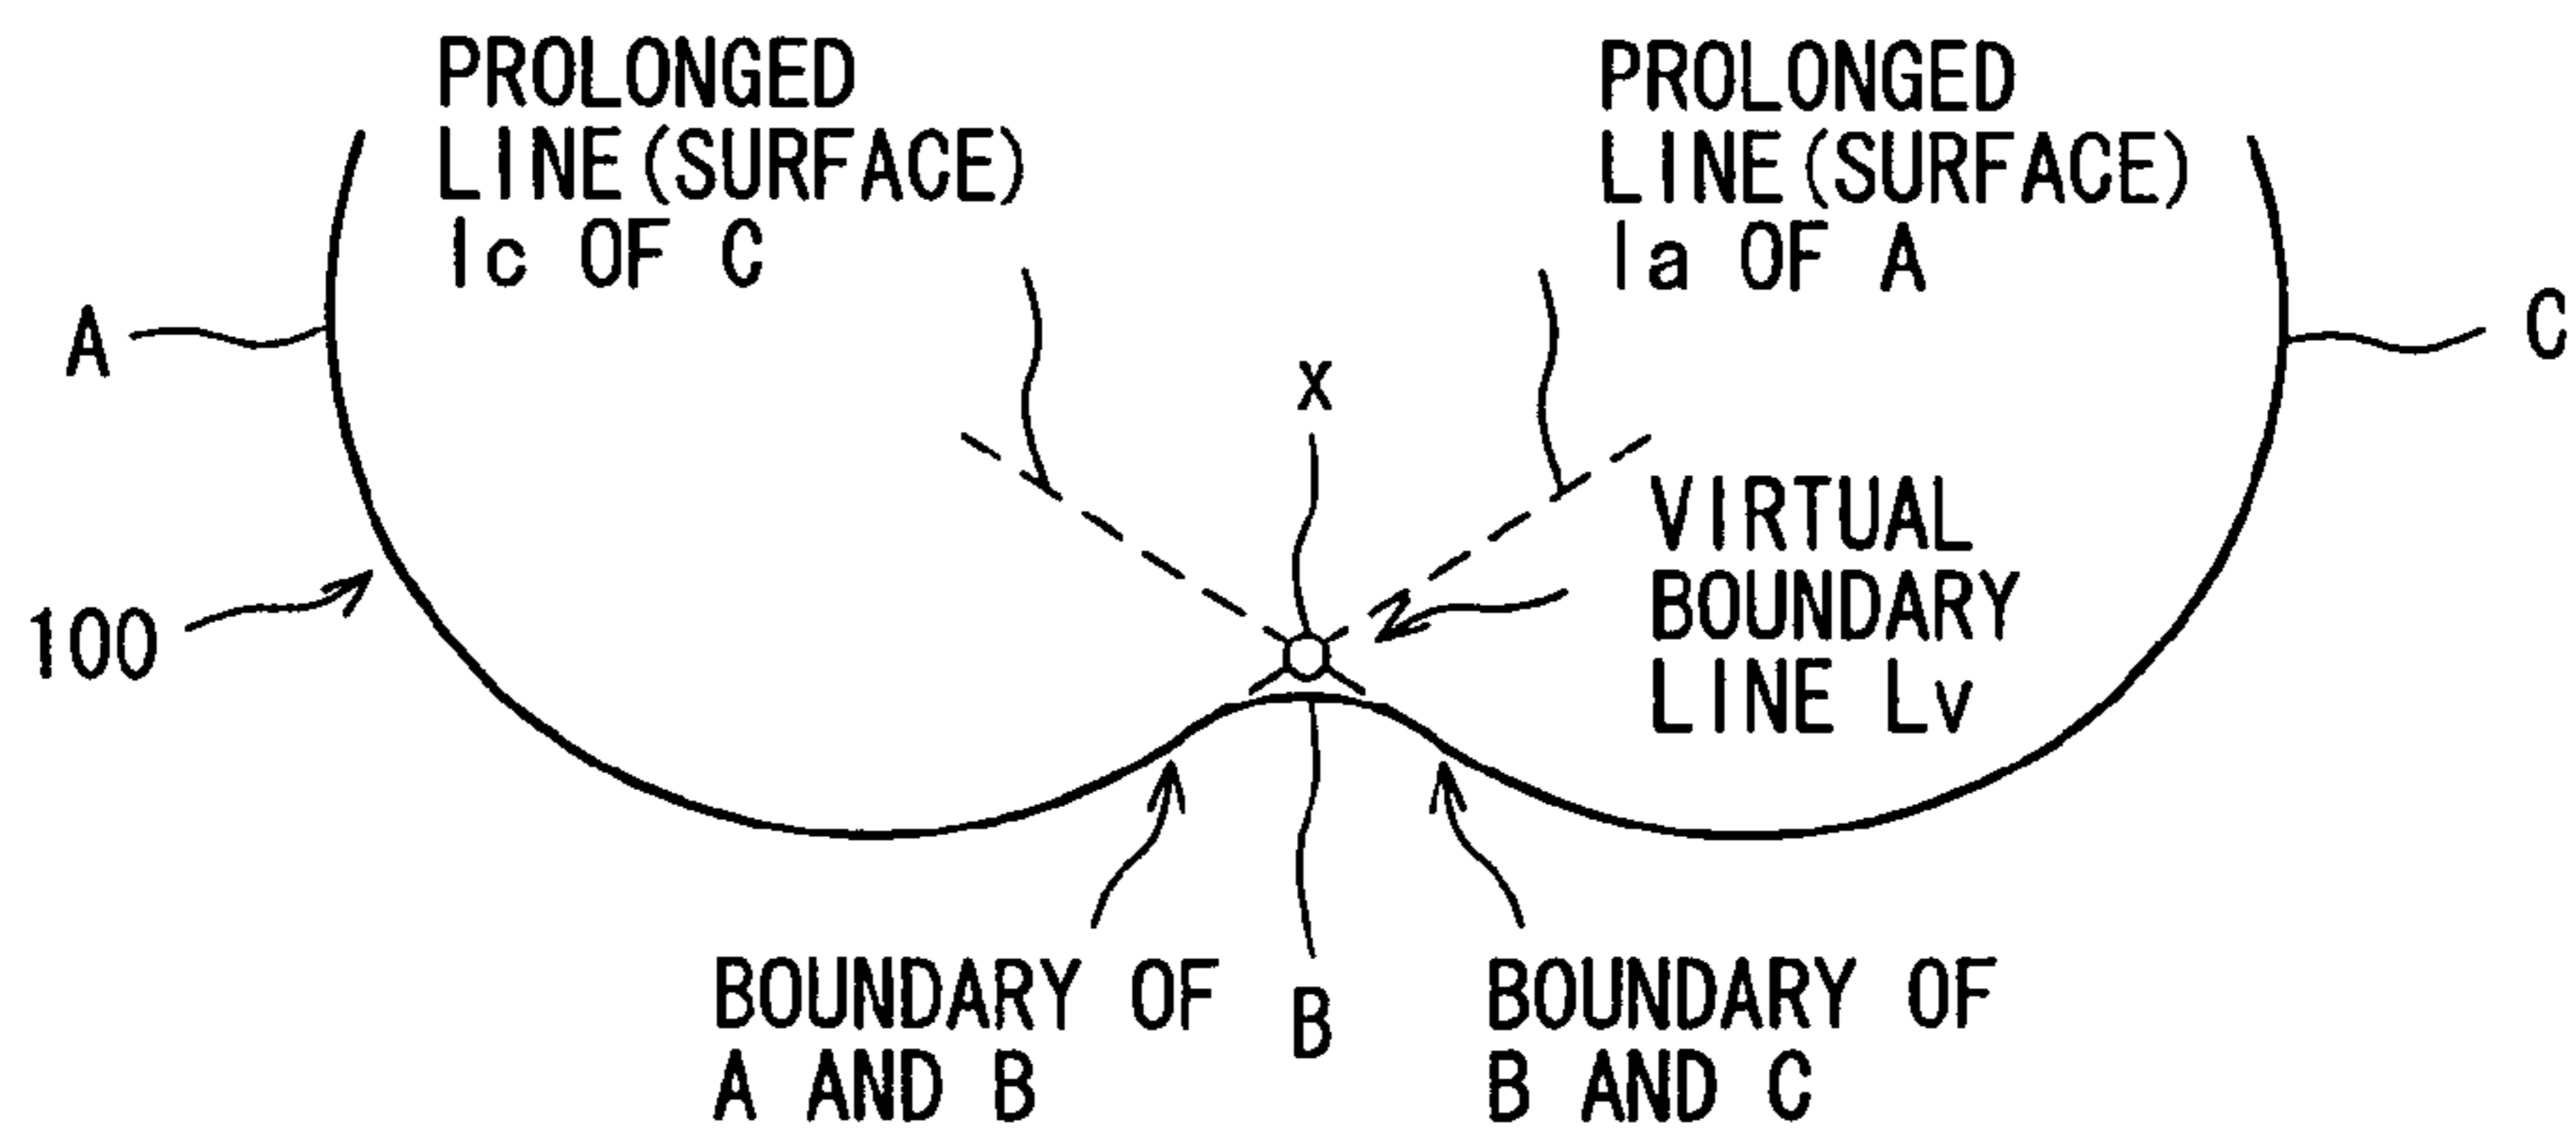 PROLONGED
LINE(SURFACE)
lc OF C
PROLONGED
LINE(SURFACE)
la OF A
A
C
x
VIRTUAL
BOUNDARY
LINE Lv
100
BOUNDARY OF
A AND B
B
BOUNDARY OF
B AND C